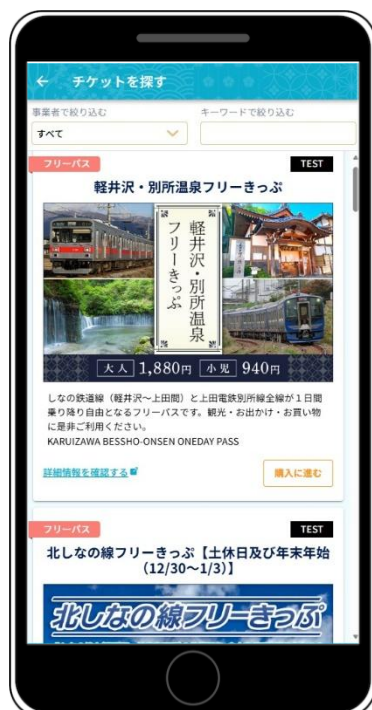 ← チケットを探す
事業者で絞り込む
キーワードで絞り込む
すべて
フリーパス
TEST
軽井沢・別所温泉フリーきっぷ
軽井沢・別所温泉
フリーきっぷ
大人 1,880円 小児 940円
しなの鉄道線（軽井沢～上田間）と上田電鉄別所線全線が１日間
乗り降り自由となるフリーパスです。観光・お出かけ・お買い物
に是非ご利用ください。
KARUIZAWA BESSHO-ONSEN ONEDAY PASS
詳細情報を確認する
購入に進む
フリーパス
TEST
北しなの線フリーきっぷ【土休日及び年末年始
（12/30～1/3）】
北しなの線フリーきっぷ